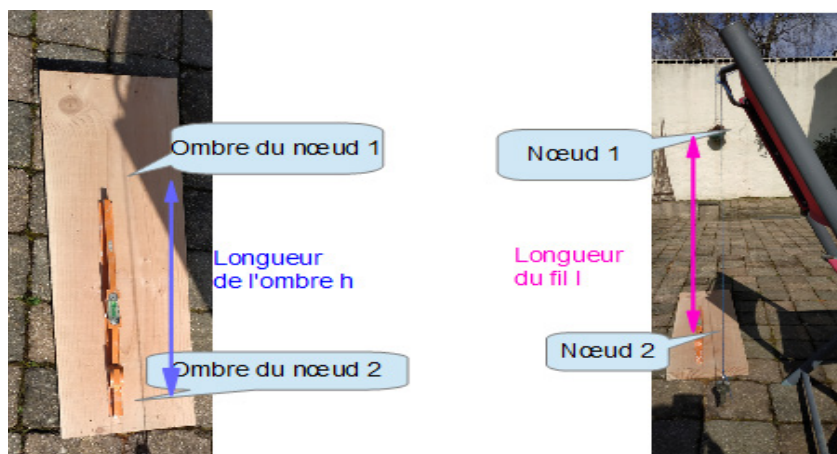 Ombre du nœud 1
Longueur
de l'ombre h
Ombre du nœud 2
Nœud 1
Longueur
du fil l
Nœud 2